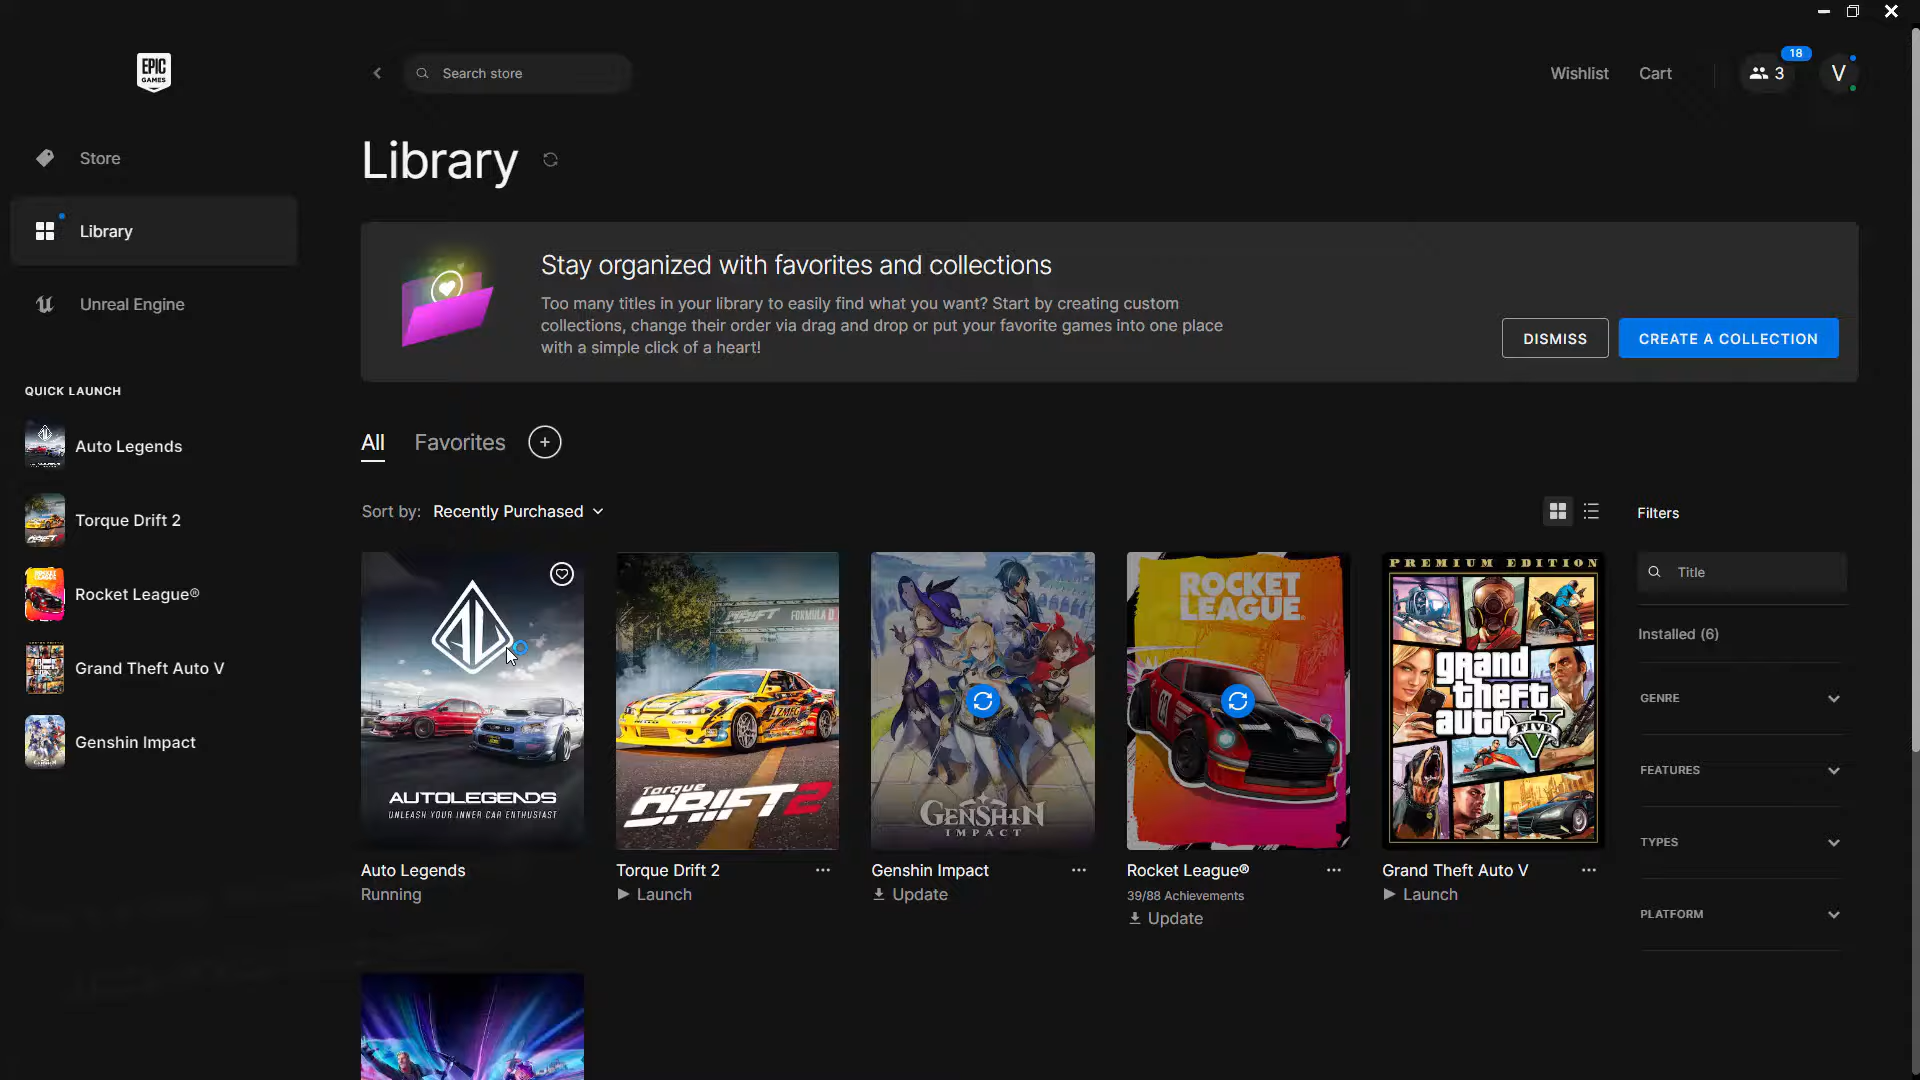 EPIC
GAMES
Search store
Wishlist
Cart
3
18
V
Store
Library
Unreal Engine
QUICK LAUNCH
Auto Legends
Torque Drift 2
Rocket League®
Grand Theft Auto V
Genshin Impact
Library
Stay organized with favorites and collections
Too many titles in your library to easily find what you want? Start by creating custom
collections, change their order via drag and drop or put your favorite games into one place
with a simple click of a heart!
DISMISS
CREATE A COLLECTION
All
Favorites
Sort by: Recently Purchased
AL
AUTOLEGENDS
UNLEASH YOUR INNER CAR ENTHUSIAST
Auto Legends
Running
FORMULA D
Torque
DRIFT 2
Torque Drift 2
Launch
GENSHIN
IMPACT
Genshin Impact
Update
ROCKET
LEAGUE
Rocket League®
39/88 Achievements
Update
PREMIUM EDITION
grand
theft
auto V
FIVE
Grand Theft Auto V
Launch
Filters
Title
Installed (6)
GENRE
FEATURES
TYPES
PLATFORM